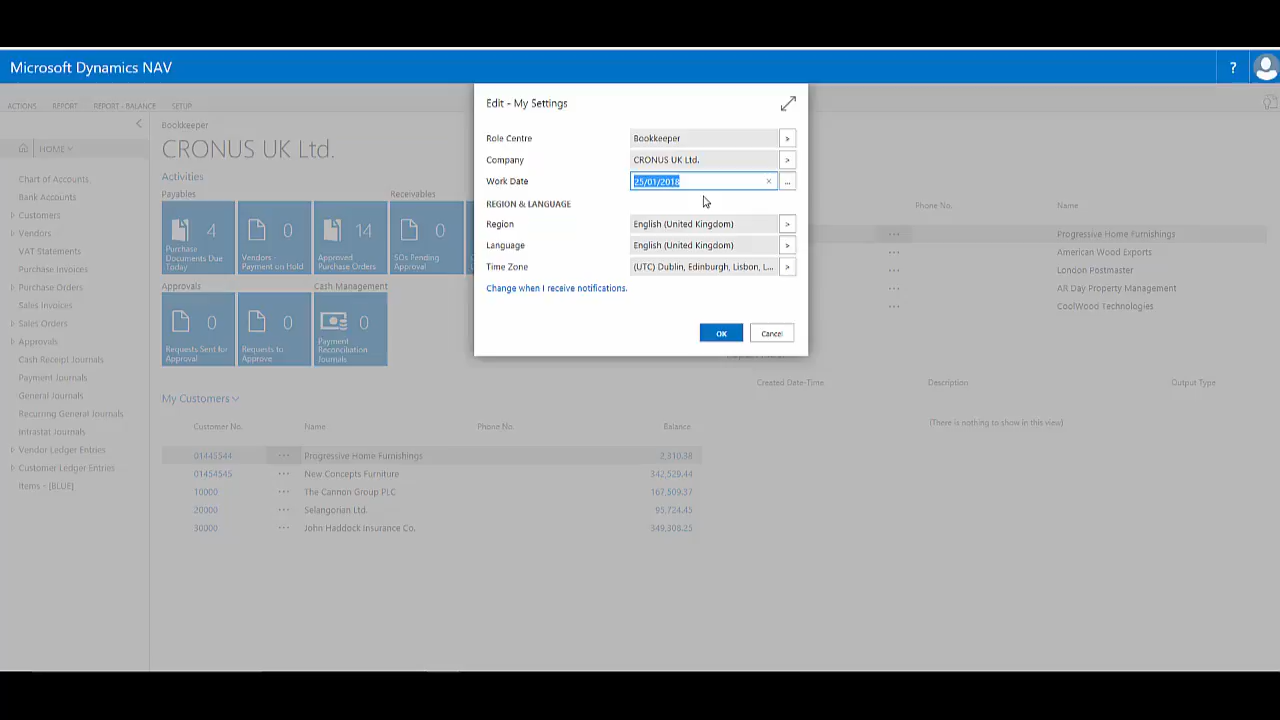 Microsoft Dynamics NAV
?
ACTIONS REPORT REPORT - BALANCE SETUP
HOME
Chart of Accounts
Bank Accounts
Customers
Vendors
VAT Statements
Purchase Invoices
Purchase Orders
Sales Invoices
Sales Orders
Approvals
Cash Receipt Journals
Payment Journals
General Journals
Recurring General Journals
Intrastat Journals
Vendor Ledger Entries
Customer Ledger Entries
Items - [BLUE]
Bookkeeper
CRONUS UK Ltd.
Activities
Payables Receivables
4
Purchase Documents Due Today
0
Vendors - Payment on Hold
14
Approved Purchase Orders
0
SOs Pending Approval
Approvals Cash Management
0
Requests Sent for Approval
0
Requests to Approve
0
Payment Reconciliation Journals
My Customers
Customer No. Name Phone No. Balance
01445544 ... Progressive Home Furnishings 2,310.38
01454545 ... New Concepts Furniture 342,529.44
10000 ... The Cannon Group PLC 167,509.37
20000 ... Selangorian Ltd. 95,724.45
30000 ... John Haddock Insurance Co. 349,308.25
Edit - My Settings
Role Centre Bookkeeper >
Company CRONUS UK Ltd. >
Work Date 25/01/2018 × ...
REGION & LANGUAGE
Region English (United Kingdom) >
Language English (United Kingdom) >
Time Zone (UTC) Dublin, Edinburgh, Lisbon, L... >
Change when I receive notifications.
OK Cancel
Phone No. Name
... Progressive Home Furnishings
... American Wood Exports
... London Postmaster
... AR Day Property Management
... CoolWood Technologies
Created Date-Time Description Output Type
(There is nothing to show in this view)